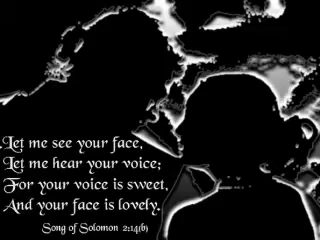 .Let me see your face,
Let me hear your voice;
For your voice is sweet,
And your face is lovely.
Song of Solomon 2:14(b)